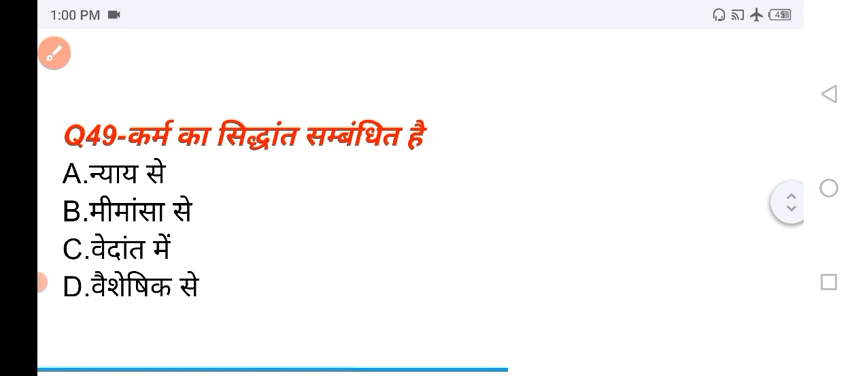 1:00 PM
Q49-कर्म का सिद्धांत सम्बंधित है
A.न्याय से
B.मीमांसा से
C.वेदांत में
D.वैशेषिक से